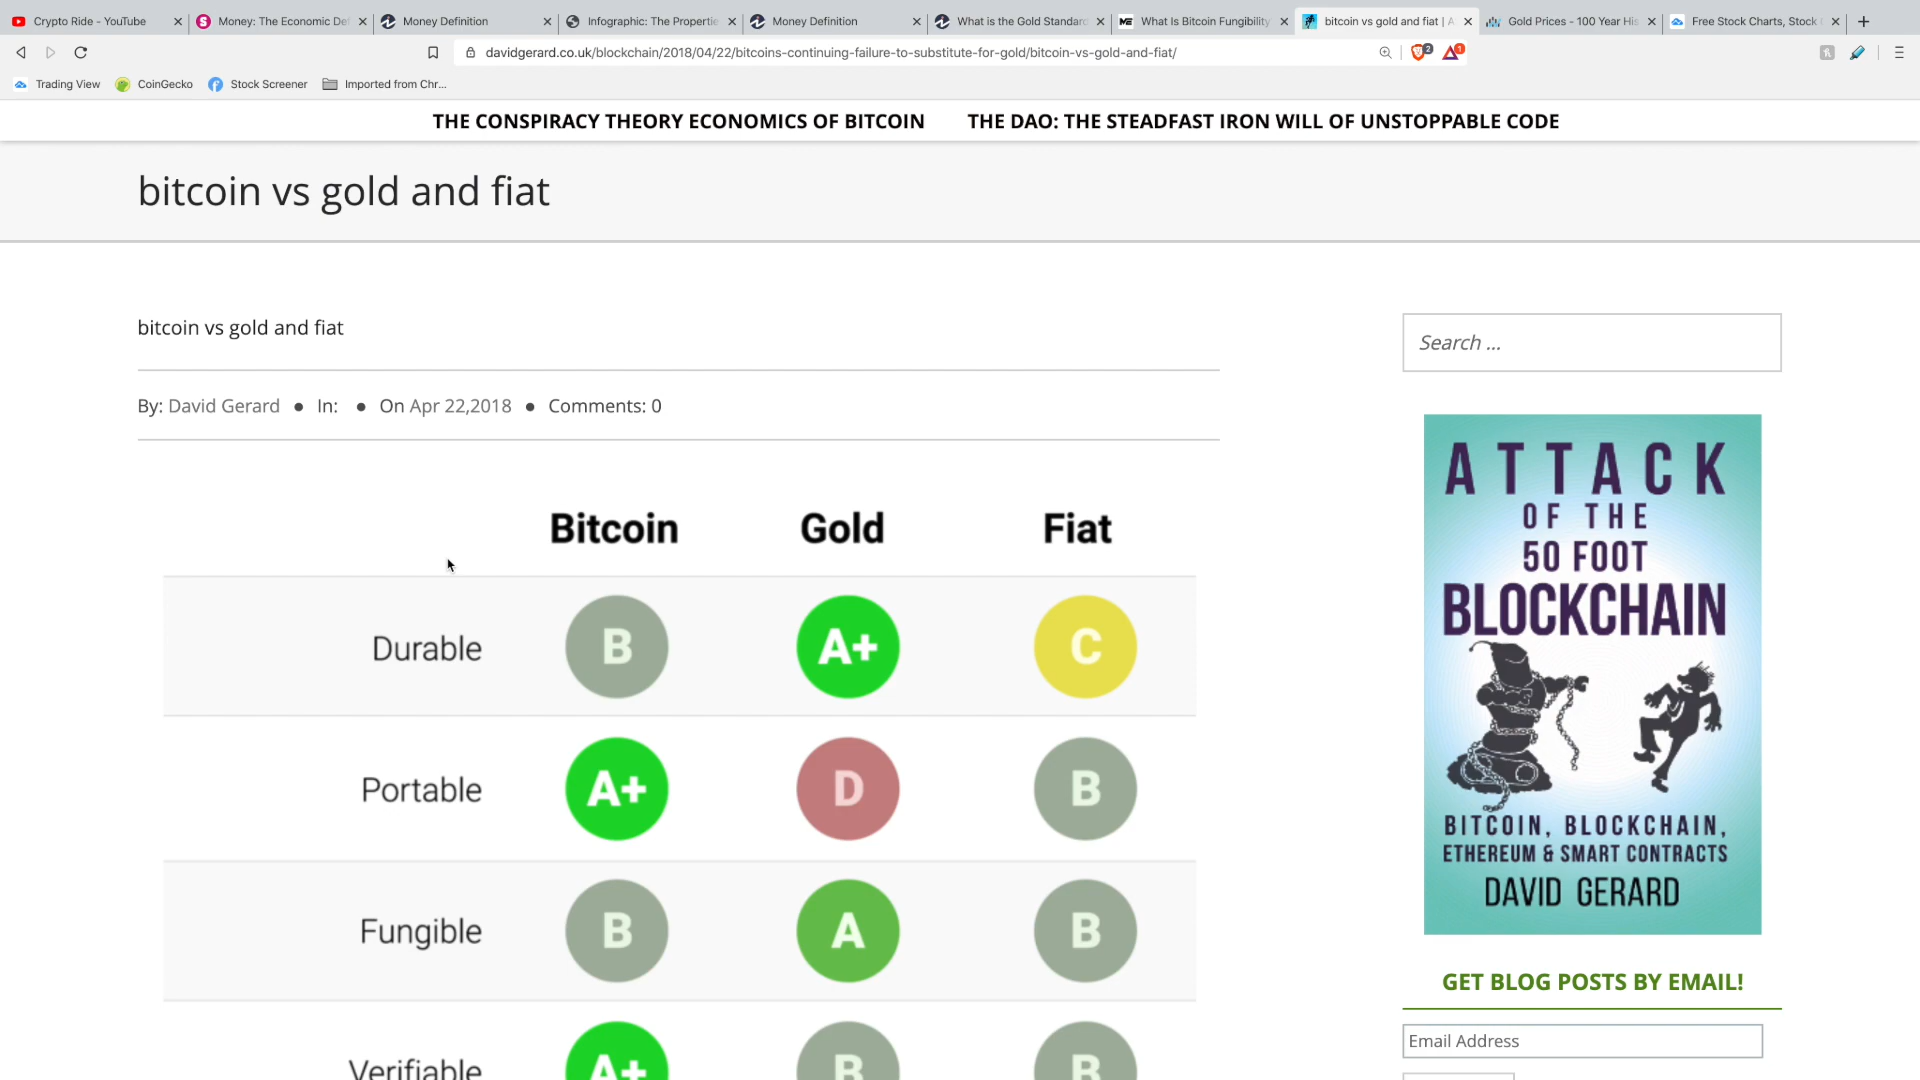 Crypto Ride - YouTube
Money: The Economic De
Money Definition
Infographic: The Propertie
Money Definition
What is the Gold Standard
What Is Bitcoin Fungibility
bitcoin vs gold and fiat | A
Gold Prices - 100 Year His
Free Stock Charts, Stock
davidgerard.co.uk/blockchain/2018/04/22/bitcoins-continuing-failure-to-substitute-for-gold/bitcoin-vs-gold-and-fiat/
2
1
Trading View
CoinGecko
Stock Screener
Imported from Chr...
THE CONSPIRACY THEORY ECONOMICS OF BITCOIN THE DAO: THE STEADFAST IRON WILL OF UNSTOPPABLE CODE
bitcoin vs gold and fiat
bitcoin vs gold and fiat
By: David Gerard ● In: ● On Apr 22,2018 ● Comments: 0
Bitcoin Gold Fiat
Durable B A+ C
Portable A+ D B
Fungible B A B
Verifiable A+ B B
Search ...
ATTACK
OF THE
50 FOOT
BLOCKCHAIN
BITCOIN, BLOCKCHAIN,
ETHEREUM & SMART CONTRACTS
DAVID GERARD
GET BLOG POSTS BY EMAIL!
Email Address